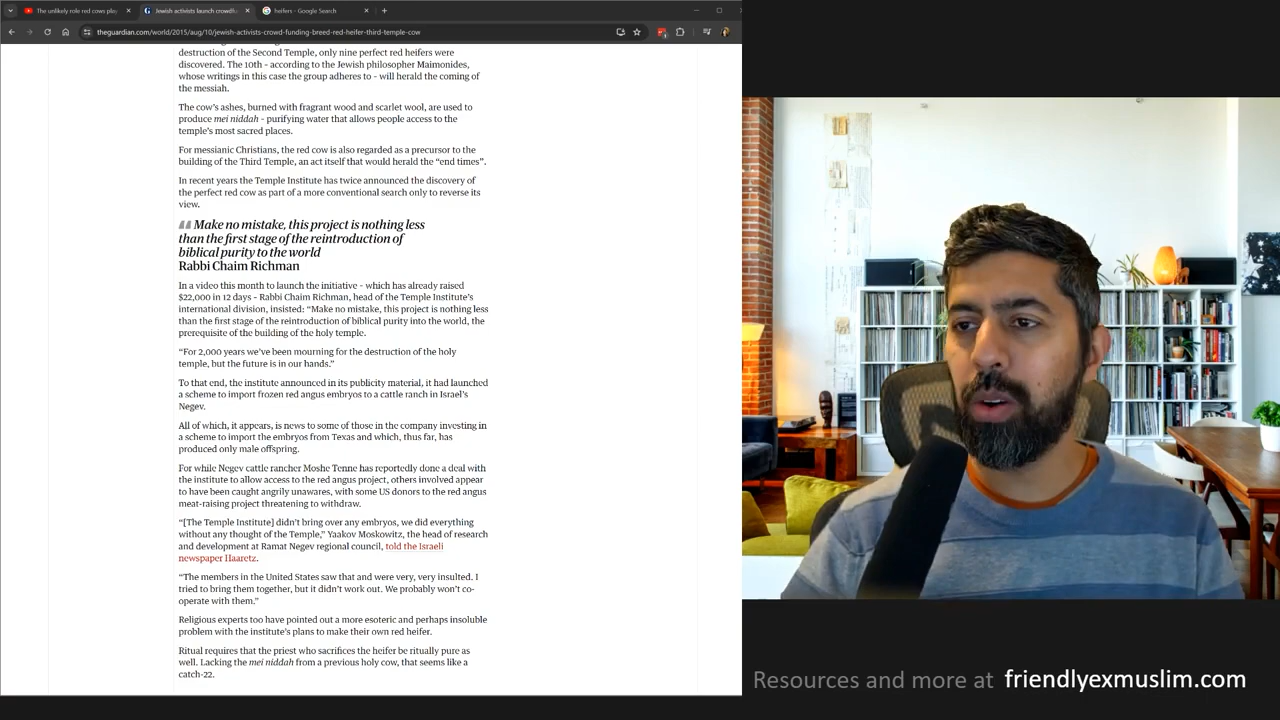 The unlikely role red cows play
Jewish activists launch crowdfu
heifers - Google Search
theguardian.com/world/2015/aug/10/jewish-activists-crowd-funding-breed-red-heifer-third-temple-cow
destruction of the Second Temple, only nine perfect red heifers were
discovered. The 10th – according to the Jewish philosopher Maimonides,
whose writings in this case the group adheres to – will herald the coming of
the messiah.
The cow’s ashes, burned with fragrant wood and scarlet wool, are used to
produce mei niddah – purifying water that allows people access to the
temple’s most sacred places.
For messianic Christians, the red cow is also regarded as a precursor to the
building of the Third Temple, an act itself that would herald the “end times”.
In recent years the Temple Institute has twice announced the discovery of
the perfect red cow as part of a more conventional search only to reverse its
view.
Make no mistake, this project is nothing less
than the first stage of the reintroduction of
biblical purity to the world
Rabbi Chaim Richman
In a video this month to launch the initiative – which has already raised
$22,000 in 12 days – Rabbi Chaim Richman, head of the Temple Institute’s
international division, insisted: “Make no mistake, this project is nothing less
than the first stage of the reintroduction of biblical purity into the world, the
prerequisite of the building of the holy temple.
“For 2,000 years we’ve been mourning for the destruction of the holy
temple, but the future is in our hands.”
To that end, the institute announced in its publicity material, it had launched
a scheme to import frozen red angus embryos to a cattle ranch in Israel’s
Negev.
All of which, it appears, is news to some of those in the company investing in
a scheme to import the embryos from Texas and which, thus far, has
produced only male offspring.
For while Negev cattle rancher Moshe Tenne has reportedly done a deal with
the institute to allow access to the red angus project, others involved appear
to have been caught angrily unawares, with some US donors to the red angus
meat-raising project threatening to withdraw.
“[The Temple Institute] didn’t bring over any embryos, we did everything
without any thought of the Temple,” Yaakov Moskowitz, the head of research
and development at Ramat Negev regional council, told the Israeli
newspaper Haaretz.
“The members in the United States saw that and were very, very insulted. I
tried to bring them together, but it didn’t work out. We probably won’t co-
operate with them.”
Religious experts too have pointed out a more esoteric and perhaps insoluble
problem with the institute’s plans to make their own red heifer.
Ritual requires that the priest who sacrifices the heifer be ritually pure as
well. Lacking the mei niddah from a previous holy cow, that seems like a
catch-22.
Resources and more at friendlyexmuslim.com